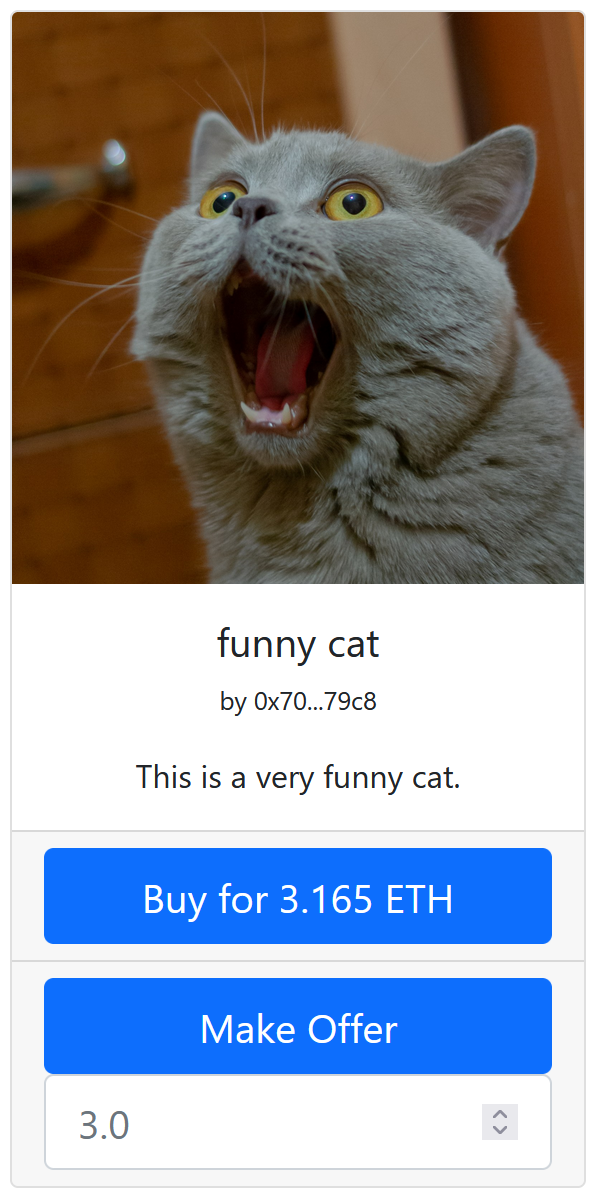 funny cat
by 0x70...79c8
This is a very funny cat.
Buy for 3.165 ETH
Make Offer
3.0